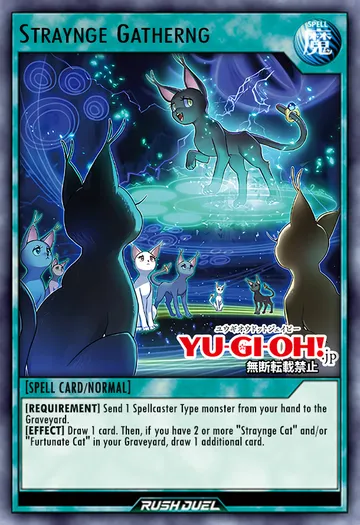 STRAYNGE GATHERNG
SPELL
魔
ユウギオウドットジェイピー
YU-GI-OH!.jp
無断転載禁止
[SPELL CARD/NORMAL]
[REQUIREMENT] Send 1 Spellcaster Type monster from your hand to the
Graveyard.
[EFFECT] Draw 1 card. Then, if you have 2 or more "Straynge Cat" and/or
"Furtunate Cat" in your Graveyard, draw 1 additional card.
RUSH DUEL